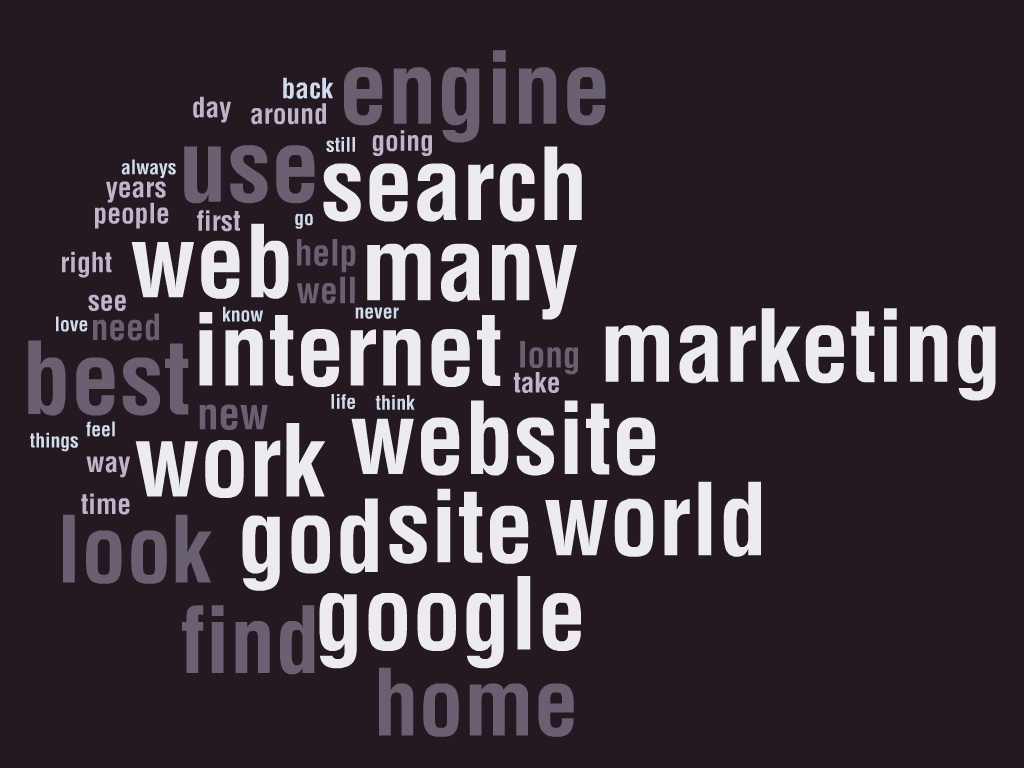 engine
back
day
around
still
going
use
always
search
years
people
first
go
web
help
many
right
well
see
know
never
love
need
internet
marketing
best
long
take
new
life
think
website
feel
things
work
way
time
god
site
world
look
google
find
home